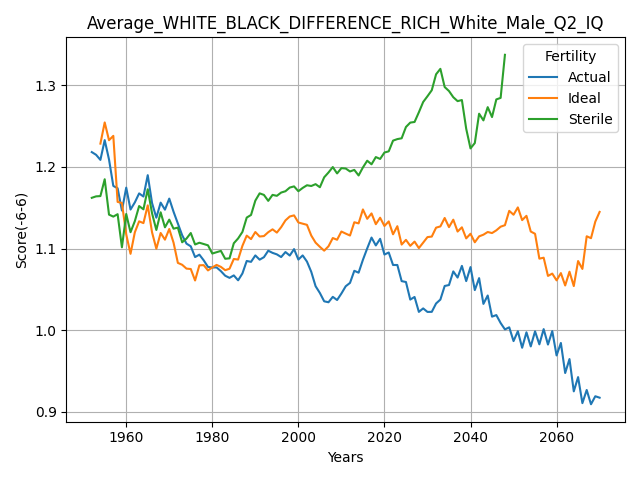 Average_WHITE_BLACK_DIFFERENCE_RICH_White_Male_Q2_IQ
Fertility
Actual
Ideal
Sterile
Score(-6-6)
1.3
1.2
1.1
1.0
0.9
1960 1980 2000 2020 2040 2060
Years